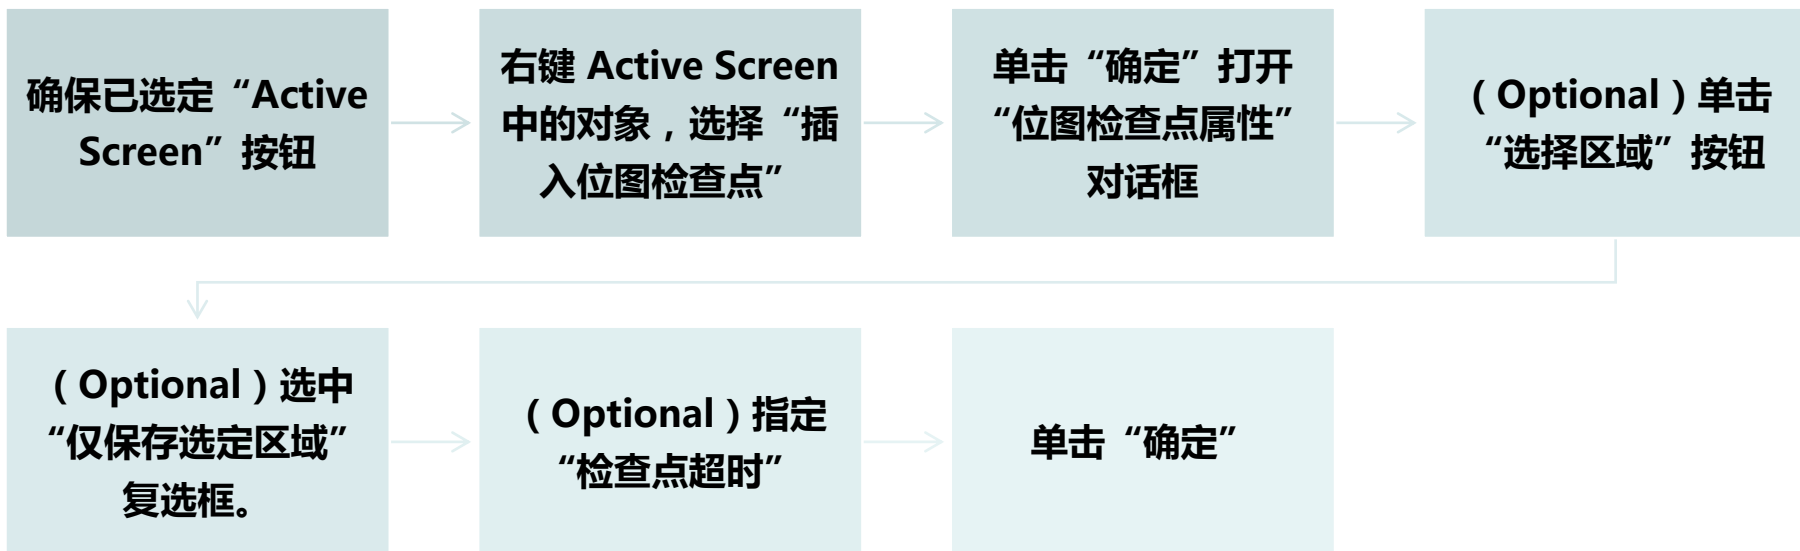 确保已选定“Active
Screen”按钮
右键 Active Screen
中的对象，选择“插
入位图检查点”
单击“确定”打开
“位图检查点属性”
对话框
（Optional）单击
“选择区域”按钮
（Optional）选中
“仅保存选定区域”
复选框。
（Optional）指定
“检查点超时”
单击“确定”